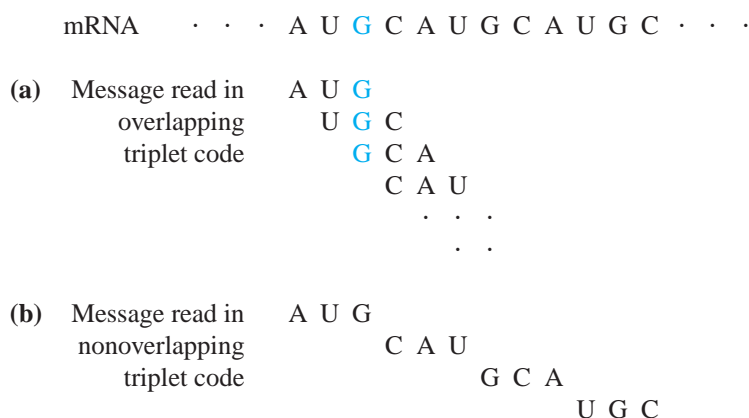 mRNA · · · A U G C A U G C A U G C · · ·
(a) Message read in A U G
overlapping U G C
triplet code G C A
C A U
· · ·
· ·
(b) Message read in A U G
nonoverlapping C A U
triplet code G C A
U G C